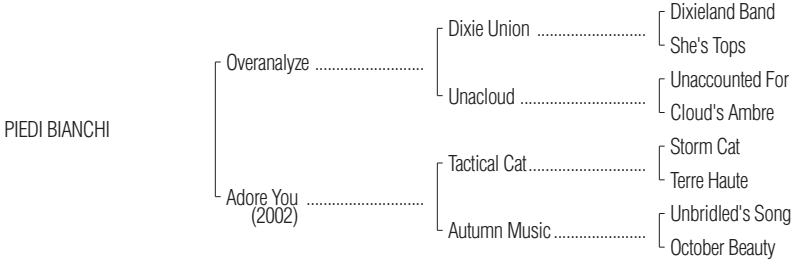 Dixieland Band
Dixie Union ..........................
She's Tops
Overanalyze ..........................
Unaccounted For
Unacloud ..............................
Cloud's Ambre
PIEDI BIANCHI
Storm Cat
Tactical Cat............................
Terre Haute
Adore You ............................
(2002)
Unbridled's Song
Autumn Music ......................
October Beauty